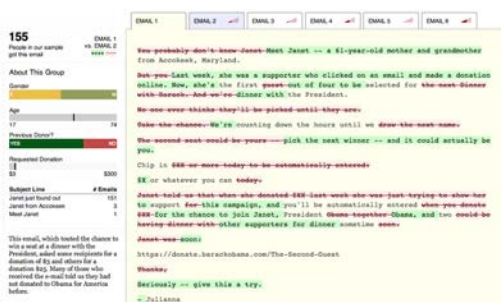 155
People in our sample
got this email
EMAIL 1
vs. EMAIL 2
About This Group
Gender
Age
17 74
Previous Donor?
YES NO
Requested Donation
$3 $300
Subject Line # Emails
Janet just found out 151
Janet from Accokeek 3
Meet Janet 1
This email, which touted the chance to
win a seat at a dinner with the
President, asked some recipients for a
donation of $3 and others for a
donation $25. Many of those who
received the e-mail told us they had
not donated to Obama for America
before.
EMAIL 1 EMAIL 2 EMAIL 3 EMAIL 4 EMAIL 5 EMAIL 6
You probably don't know Janet Meet Janet -- a 61-year-old mother and grandmother
from Accokeek, Maryland.
But you Last week, she was a supporter who clicked on an email and made a donation
online. Now, she's the first guest out of four to be selected for the next Dinner
with Barack. And we're dinner with the President.
No one ever thinks they'll be picked until they are.
Take the chance. We're counting down the hours until we draw the next name.
The second seat could be yours -- pick the next winner -- and it could actually be
you.
Chip in $XX or more today to be automatically entered:
$X or whatever you can today.
Janet told us that when she donated $XX last week she was just trying to show her
to support for this campaign, and you'll be automatically entered when you donate
$XX for the chance to join Janet, President Obama together Obama, and two could be
having dinner with other supporters for dinner sometime soon.
Janet was soon:
https://donate.barackobama.com/The-Second-Guest
Thanks,
Seriously -- give this a try.
- Julianna